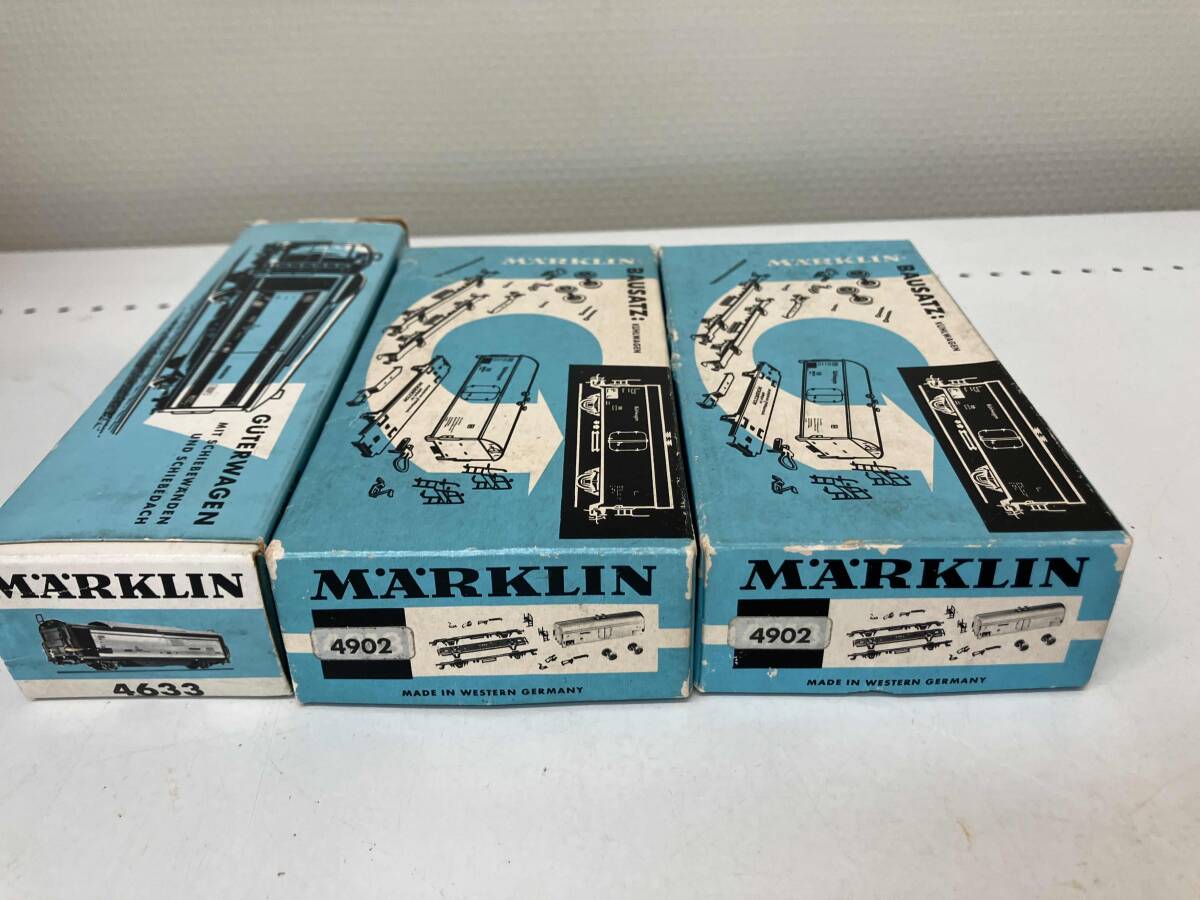 GÜTERWAGEN
MIT SCHIEBEWÄNDEN
UND SCHIEBEDACH
MÄRKLIN
4633
MÄRKLIN
BAUSATZ: KÜHLWAGEN
MÄRKLIN
4902
MADE IN WESTERN GERMANY
MÄRKLIN
BAUSATZ: KÜHLWAGEN
MÄRKLIN
4902
MADE IN WESTERN GERMANY